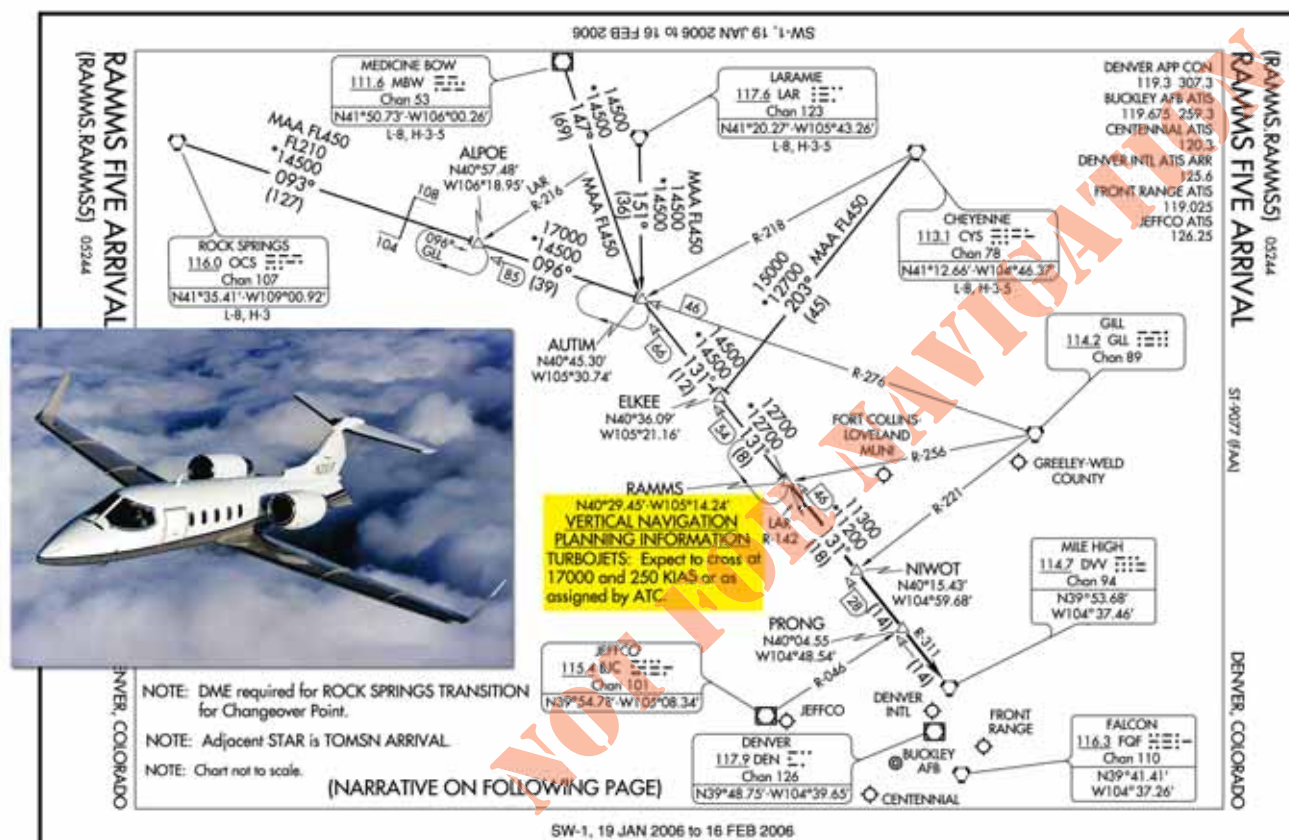 SW-1, 19 JAN 2006 to 16 FEB 2006
(RAMMS.RAMMS5) 05244
RAMMS FIVE ARRIVAL
ST-9077 (FAA)
DENVER, COLORADO
RAMMS FIVE ARRIVAL
(RAMMS.RAMMS5) 05244
ENVER, COLORADO
DENVER APP CON
119.3 307.3
BUCKLEY AFB ATIS
119.675 259.3
CENTENNIAL ATIS
120.3
DENVER INTL ATIS ARR
125.6
FRONT RANGE ATIS
119.025
JEFFCO ATIS
126.25
MEDICINE BOW
111.6 MBW
Chan 53
N41°50.73'-W106°00.26'
L-8, H-3-5
LARAMIE
117.6 LAR
Chan 123
N41°20.27'-W105°43.26'
L-8, H-3-5
14500
*14500
147°
(69)
MAA FL450
MAA FL450
14500
*14500
151°
(36)
MAA FL450
FL210
*14500
093°
(127)
ALPOE
N40°57.48'
W106°18.95'
LAR
R-216
108
104
ROCK SPRINGS
116.0 OCS
Chan 107
N41°35.41'-W109°00.92'
L-8, H-3
096°
GLL
85
17000
*14500
096°
(39)
R-218
CHEYENNE
113.1 CYS
Chan 78
N41°12.66'-W104°46.37'
L-8, H-3-5
15000
*12700
203°
(45)
MAA FL450
46
66
AUTIM
N40°45.30'
W105°30.74'
14500
*14500
131°
(12)
GILL
114.2 GLL
Chan 89
R-276
ELKEE
N40°36.09'
W105°21.16'
54
12700
*12700
131°
(8)
FORT COLLINS-
LOVELAND
MUNI
R-256
GREELEY-WELD
COUNTY
R-221
RAMMS
N40°29.45'-W105°14.24'
VERTICAL NAVIGATION
PLANNING INFORMATION
TURBOJETS: Expect to cross at
17000 and 250 KIAS or as
assigned by ATC.
LAR
R-142
46
11300
*11200
131°
(18)
NIWOT
N40°15.43'
W104°59.68'
MILE HIGH
114.7 DVV
Chan 94
N39°53.68'
W104°37.46'
28
(14)
PRONG
N40°04.55
W104°48.54'
R-311
(14)
R-046
JEFFCO
115.4 BJC
Chan 101
N39°54.78'-W105°08.34'
JEFFCO
DENVER
INTL
FRONT
RANGE
BUCKLEY
AFB
CENTENNIAL
DENVER
117.9 DEN
Chan 126
N39°48.75'-W104°39.65'
FALCON
116.3 FQF
Chan 110
N39°41.41'
W104°37.26'
NOTE: DME required for ROCK SPRINGS TRANSITION
for Changeover Point.
NOTE: Adjacent STAR is TOMSN ARRIVAL.
NOTE: Chart not to scale.
(NARRATIVE ON FOLLOWING PAGE)
NOT FOR NAVIGATION
SW-1, 19 JAN 2006 to 16 FEB 2006